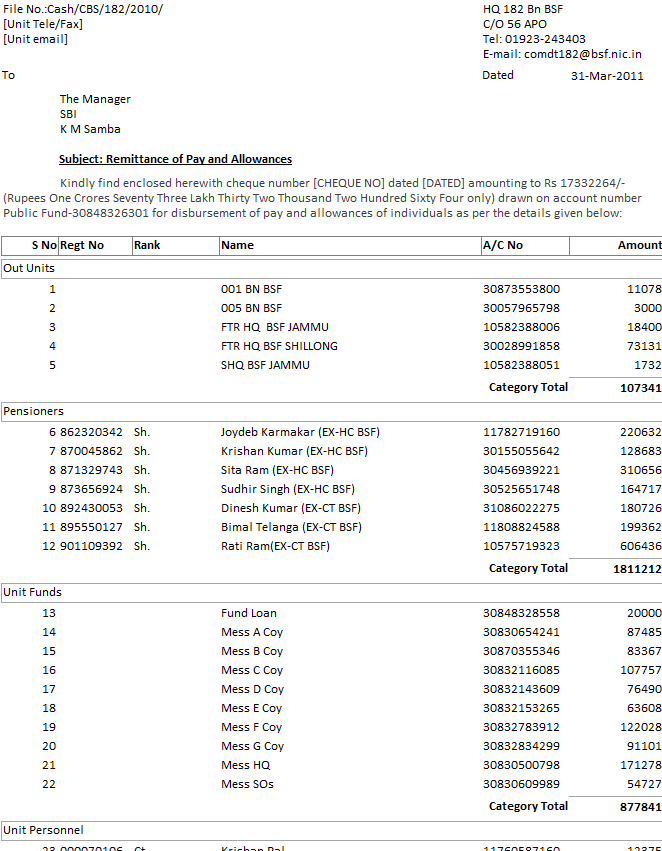 File No.:Cash/CBS/182/2010/
[Unit Tele/Fax]
[Unit email]
HQ 182 Bn BSF
C/O 56 APO
Tel: 01923-243403
E-mail: comdt182@bsf.nic.in
To
Dated 31-Mar-2011
The Manager
SBI
K M Samba
Subject: Remittance of Pay and Allowances
Kindly find enclosed herewith cheque number [CHEQUE NO] dated [DATED] amounting to Rs 17332264/-
(Rupees One Crores Seventy Three Lakh Thirty Two Thousand Two Hundred Sixty Four only) drawn on account number
Public Fund-30848326301 for disbursement of pay and allowances of individuals as per the details given below:
S No Regt No Rank Name A/C No Amount
Out Units
1 001 BN BSF 30873553800 11078
2 005 BN BSF 30057965798 3000
3 FTR HQ BSF JAMMU 10582388006 18400
4 FTR HQ BSF SHILLONG 30028991858 73131
5 SHQ BSF JAMMU 10582388051 1732
Category Total 107341
Pensioners
6 862320342 Sh. Joydeb Karmakar (EX-HC BSF) 11782719160 220632
7 870045862 Sh. Krishan Kumar (EX-HC BSF) 30155055642 128683
8 871329743 Sh. Sita Ram (EX-HC BSF) 30456939221 310656
9 873656924 Sh. Sudhir Singh (EX-HC BSF) 30525651748 164717
10 892430053 Sh. Dinesh Kumar (EX-CT BSF) 31086022275 180726
11 895550127 Sh. Bimal Telanga (EX-CT BSF) 11808824588 199362
12 901109392 Sh. Rati Ram(EX-CT BSF) 10575719323 606436
Category Total 1811212
Unit Funds
13 Fund Loan 30848328558 20000
14 Mess A Coy 30830654241 87485
15 Mess B Coy 30870355346 83367
16 Mess C Coy 30832116085 107757
17 Mess D Coy 30832143609 76490
18 Mess E Coy 30832153265 63608
19 Mess F Coy 30832783912 122028
20 Mess G Coy 30832834299 91101
21 Mess HQ 30830500798 171278
22 Mess SOs 30830609989 54727
Category Total 877841
Unit Personnel
Ct Krishan Pal